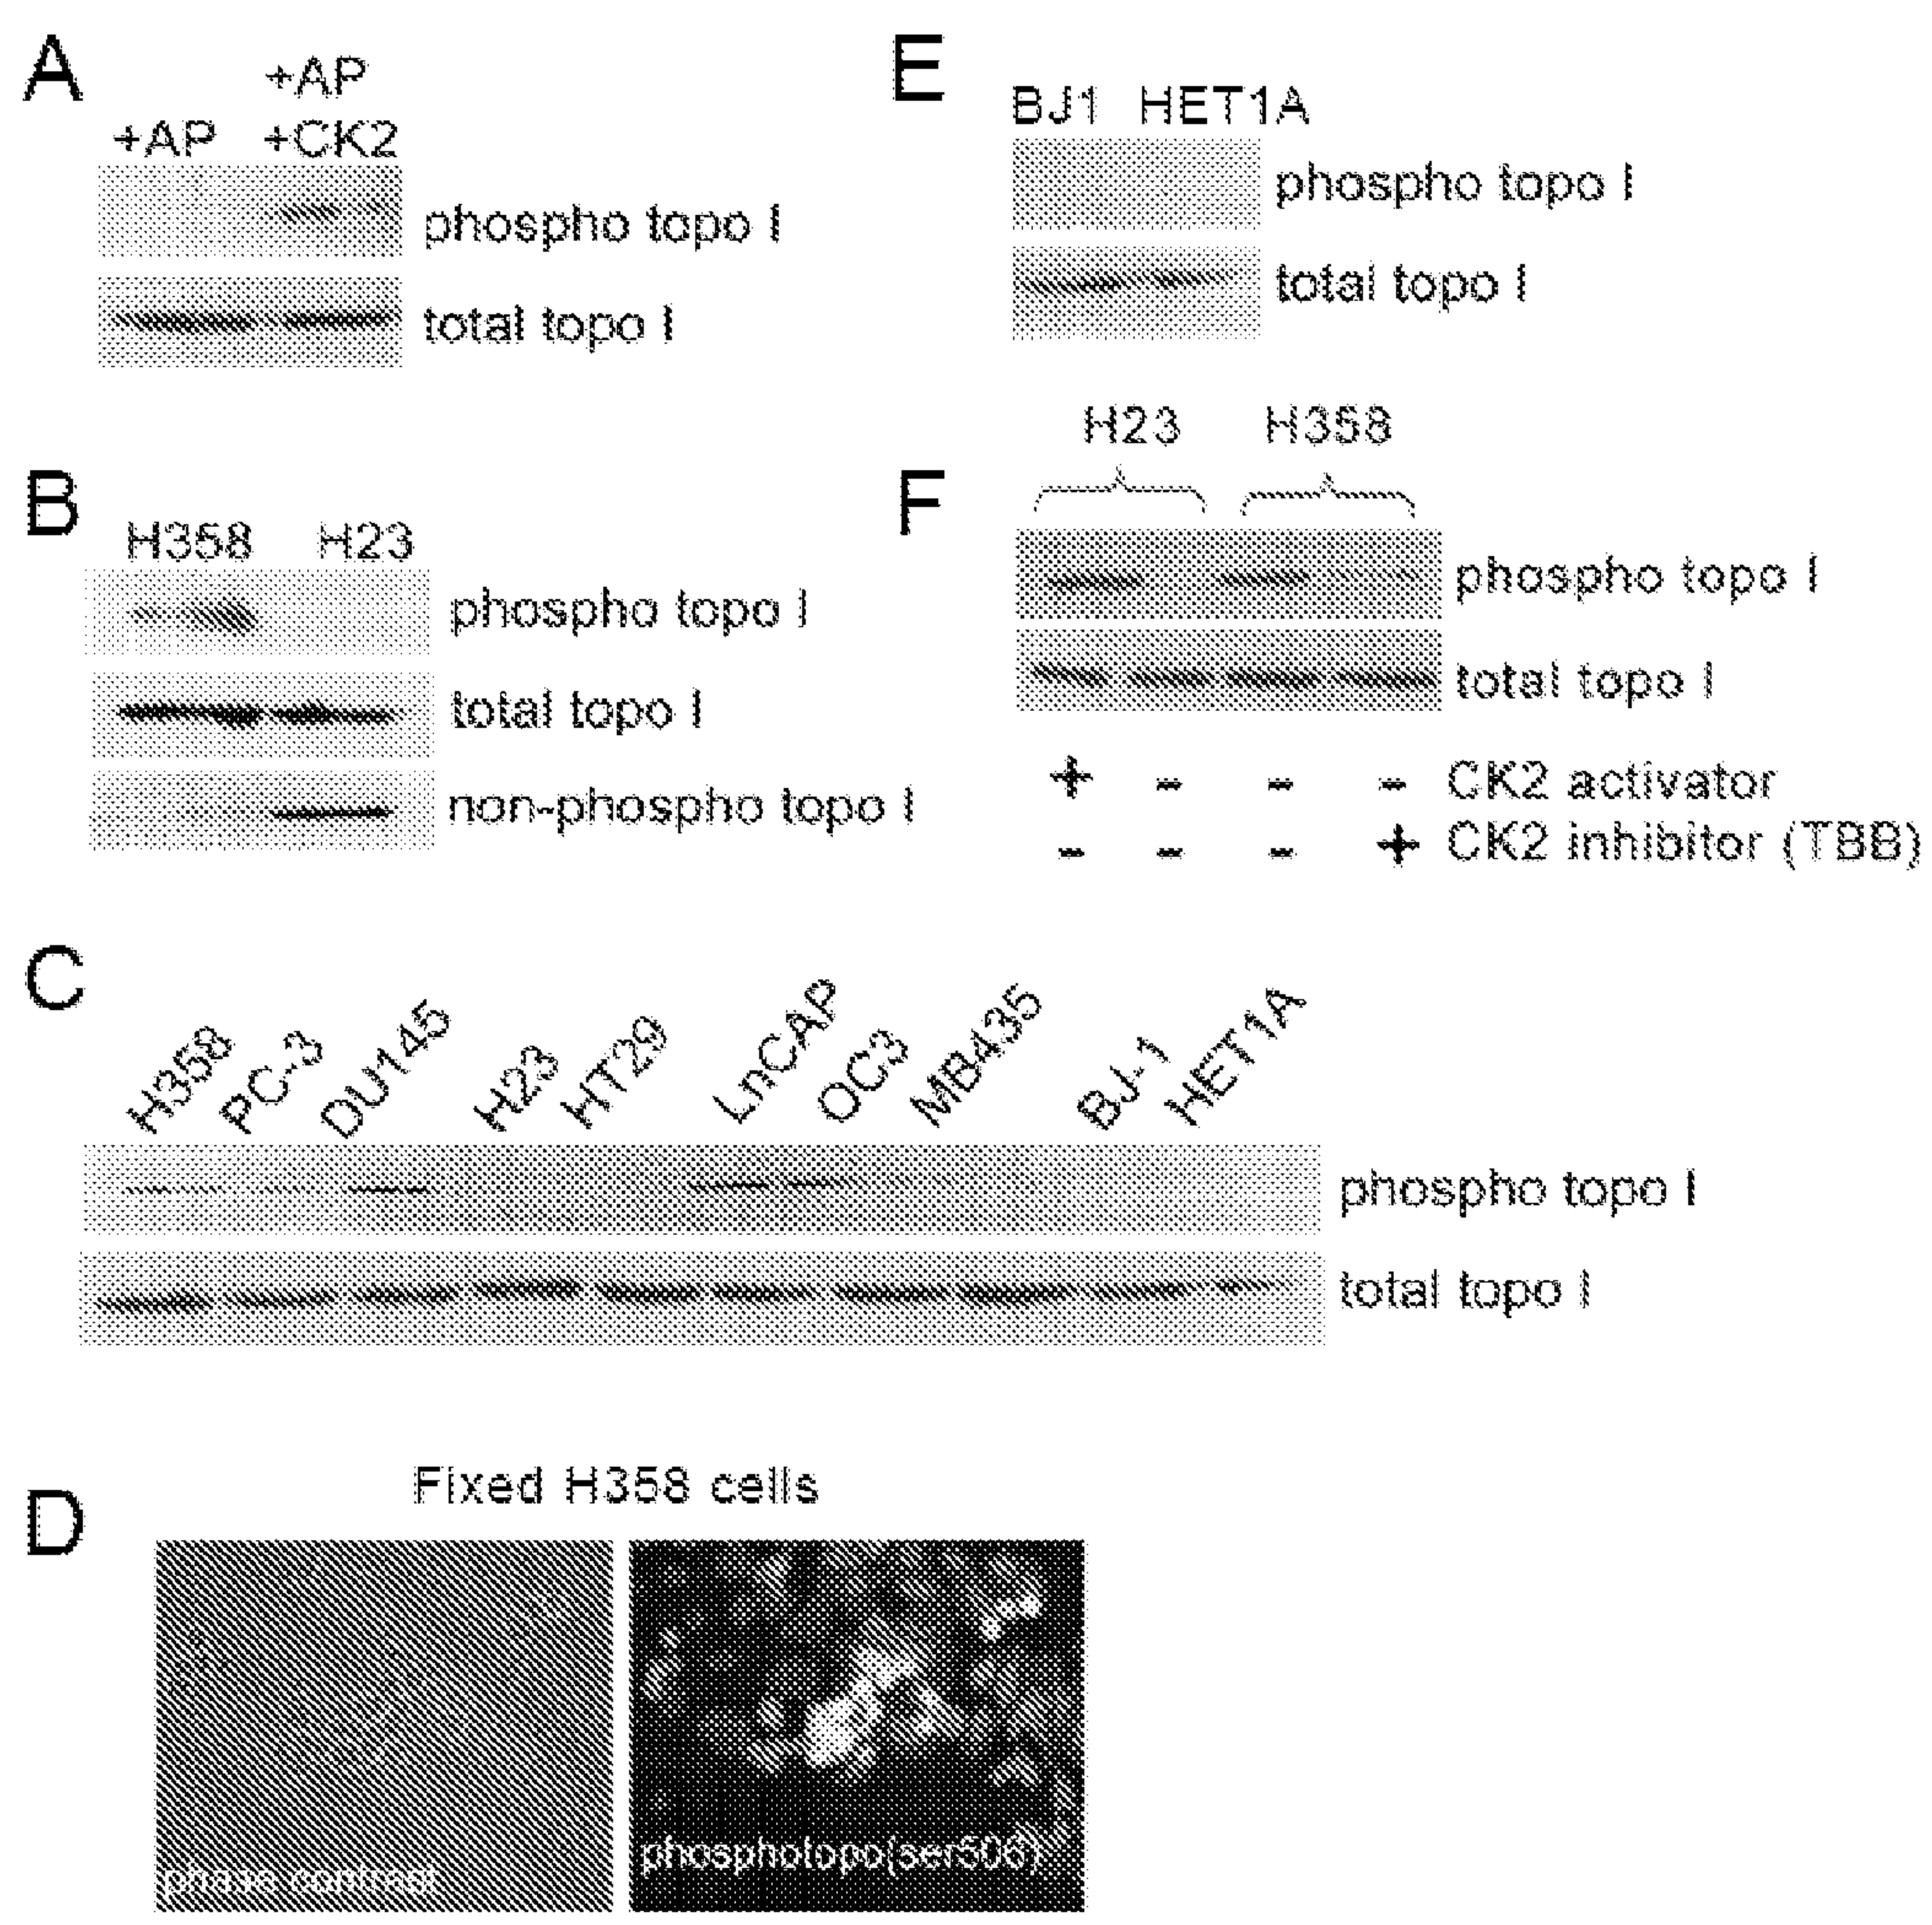 A
+AP
+AP +CK2
phospho topo I
total topo I
B
H358 H23
phospho topo I
total topo I
non-phospho topo I
C
H358 PC-3 DU145 H23 HT29 LnCAP OC3 MB435 BJ-1 HET1A
phospho topo I
total topo I
D
Fixed H358 cells
phase contrast
phosphotopo(ser506)
E
BJ1 HET1A
phospho topo I
total topo I
F
H23 H358
phospho topo I
total topo I
+ - - - CK2 activator
- - - + CK2 inhibitor (TBB)